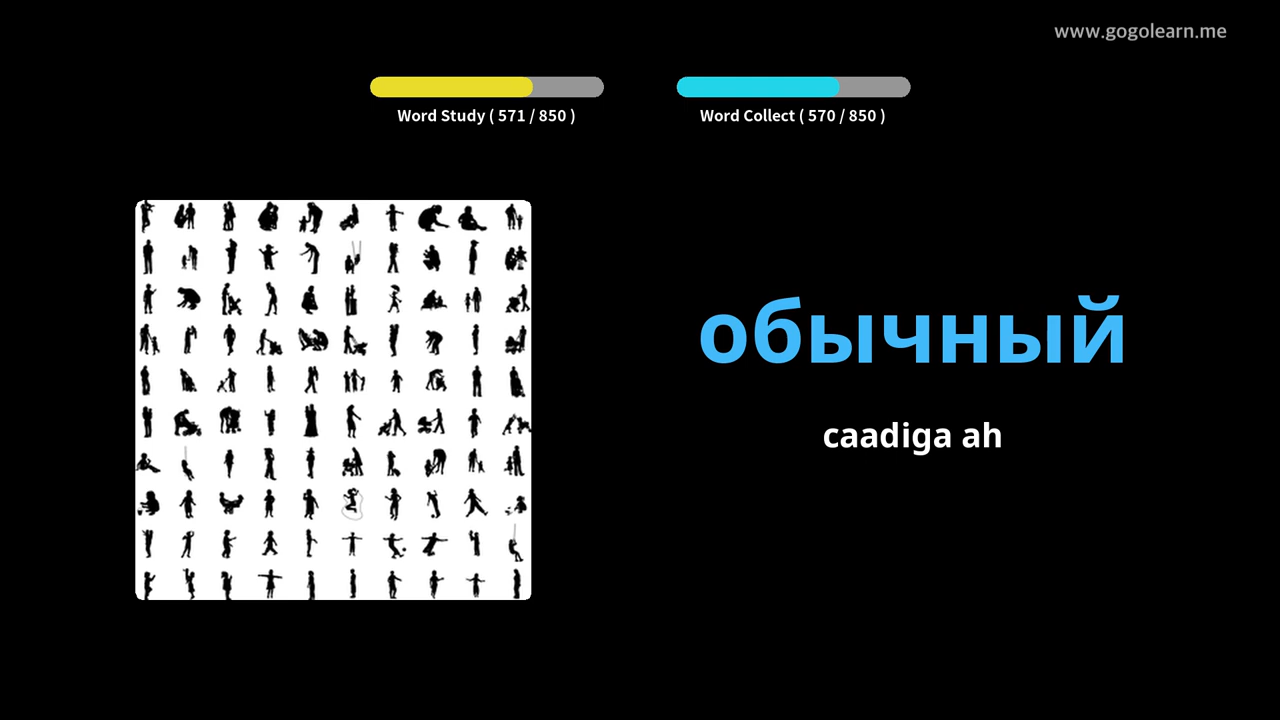 www.gogolearn.me
Word Study ( 571 / 850 )
Word Collect ( 570 / 850 )
обычный
caadiga ah